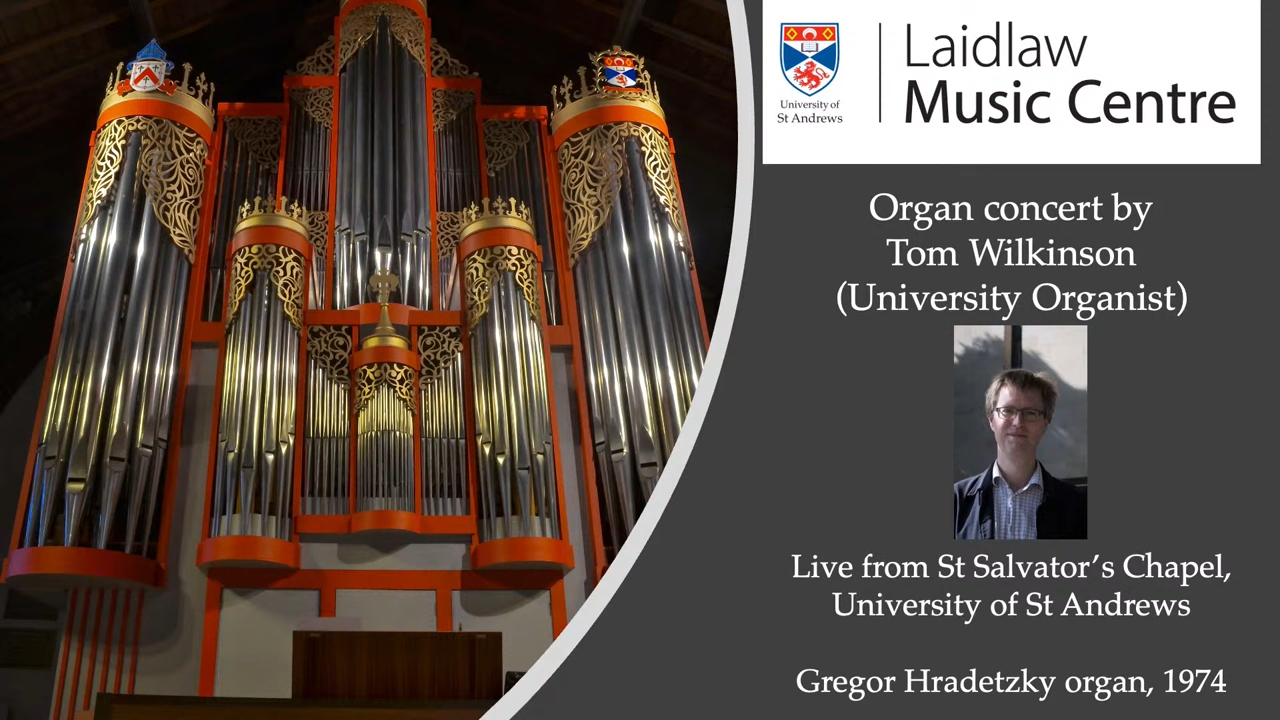 University of
St Andrews
Laidlaw
Music Centre
Organ concert by
Tom Wilkinson
(University Organist)
Live from St Salvator’s Chapel,
University of St Andrews
Gregor Hradetzky organ, 1974